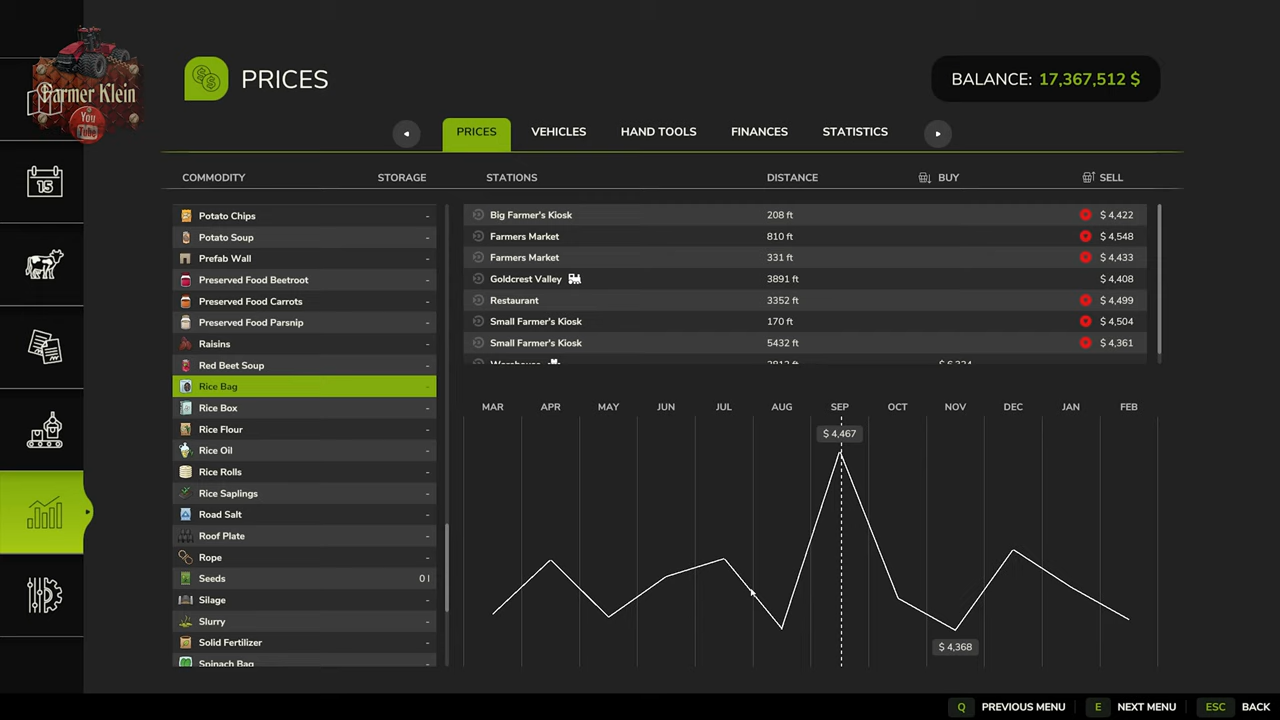 Farmer Klein
You
Tube
PRICES
BALANCE: 17,367,512 $
PRICES VEHICLES HAND TOOLS FINANCES STATISTICS
COMMODITY STORAGE STATIONS DISTANCE BUY SELL
15
Potato Chips -
Potato Soup -
Prefab Wall -
Preserved Food Beetroot -
Preserved Food Carrots -
Preserved Food Parsnip -
Raisins -
Red Beet Soup -
Rice Bag -
Rice Box -
Rice Flour -
Rice Oil -
Rice Rolls -
Rice Saplings -
Road Salt -
Roof Plate -
Rope -
Seeds 0 l
Silage -
Slurry -
Solid Fertilizer -
Spinach Bag -
Big Farmer's Kiosk 208 ft $ 4,422
Farmers Market 810 ft $ 4,548
Farmers Market 331 ft $ 4,433
Goldcrest Valley 3891 ft $ 4,408
Restaurant 3352 ft $ 4,499
Small Farmer's Kiosk 170 ft $ 4,504
Small Farmer's Kiosk 5432 ft $ 4,361
Warehouse
MAR APR MAY JUN JUL AUG SEP OCT NOV DEC JAN FEB
$ 4,467
$ 4,368
Q PREVIOUS MENU E NEXT MENU ESC BACK